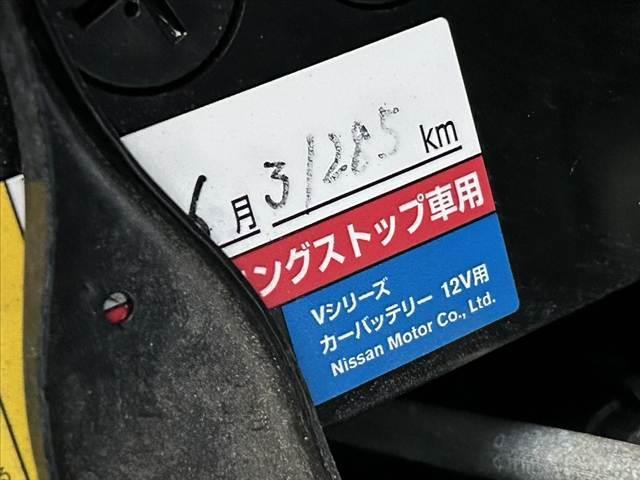 6月 31285 km
ングストップ車用
Vシリーズ
カーバッテリー 12V用
Nissan Motor Co., Ltd.